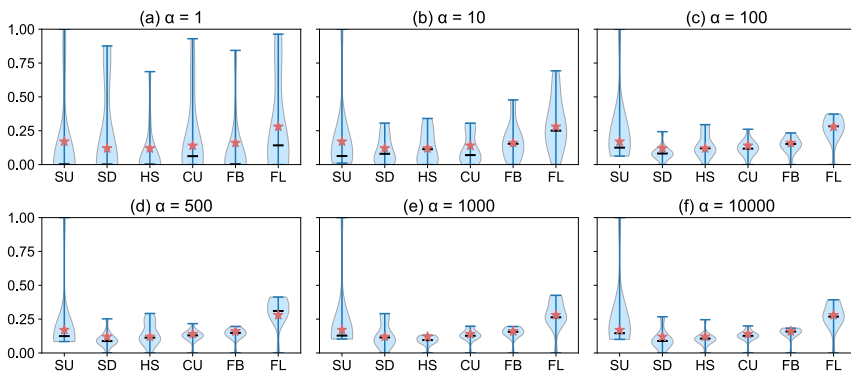 (a) α = 1
(b) α = 10
(c) α = 100
1.00
0.75
0.50
0.25
0.00
SU SD HS CU FB FL
SU SD HS CU FB FL
SU SD HS CU FB FL
(d) α = 500
(e) α = 1000
(f) α = 10000
1.00
0.75
0.50
0.25
0.00
SU SD HS CU FB FL
SU SD HS CU FB FL
SU SD HS CU FB FL